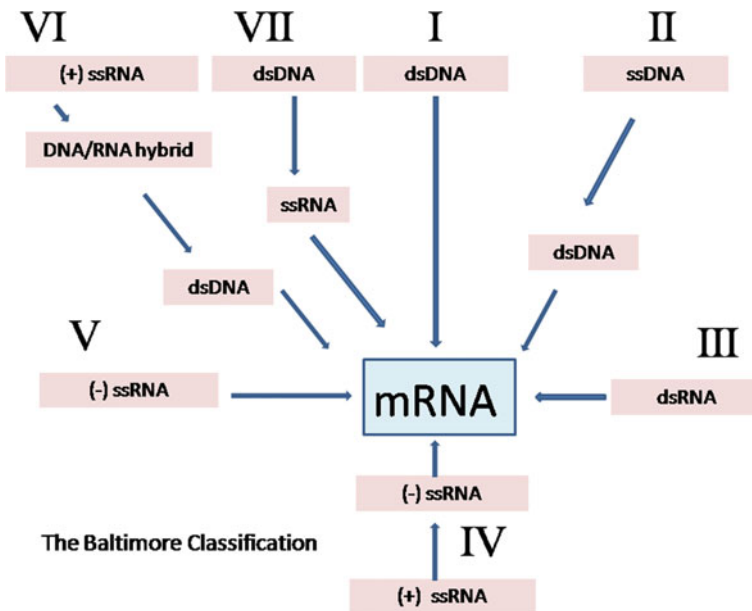 VI VII I II
(+) ssRNA dsDNA dsDNA ssDNA
DNA/RNA hybrid
ssRNA
dsDNA
dsDNA
V III
(-) ssRNA mRNA dsRNA
(-) ssRNA
The Baltimore Classification IV
(+) ssRNA